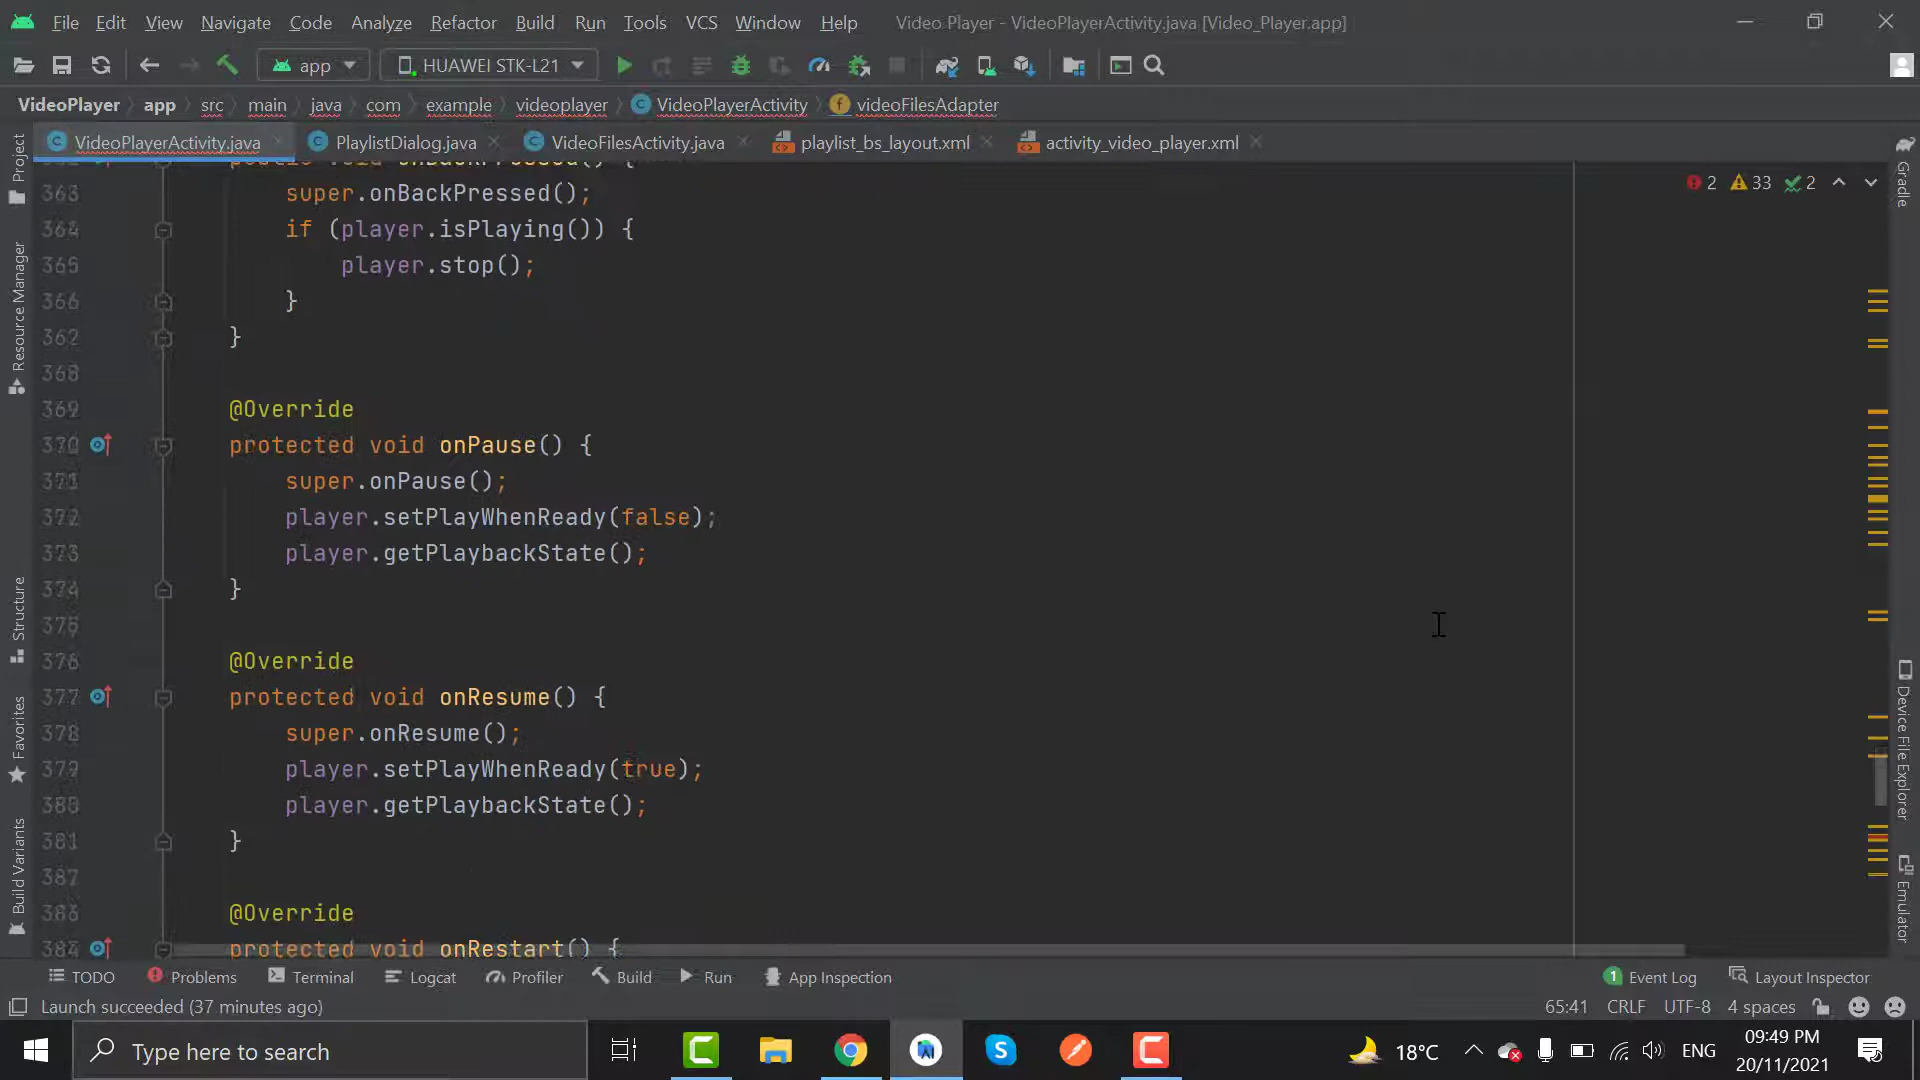 File Edit View Navigate Code Analyze Refactor Build Run Tools VCS Window Help Video Player - VideoPlayerActivity.java [Video_Player.app]
app HUAWEI STK-L21
VideoPlayer app src main java com example videoplayer VideoPlayerActivity videoFilesAdapter
VideoPlayerActivity.java PlaylistDialog.java VideoFilesActivity.java playlist_bs_layout.xml activity_video_player.xml
2 33 2
363 super.onBackPressed();
364 if (player.isPlaying()) {
365 player.stop();
366 }
}
368
369 @Override
370 protected void onPause() {
371 super.onPause();
372 player.setPlayWhenReady(false);
373 player.getPlaybackState();
374 }
375
376 @Override
377 protected void onResume() {
378 super.onResume();
player.setPlayWhenReady(true);
380 player.getPlaybackState();
381 }
383 @Override
384 protected void onRestart() {
Project
Resource Manager
Structure
Favorites
Build Variants
Gradle
Device File Explorer
Emulator
TODO Problems Terminal Logcat Profiler Build Run App Inspection 1 Event Log Layout Inspector
Launch succeeded (37 minutes ago) 65:41 CRLF UTF-8 4 spaces
Type here to search 18°C ENG 09:49 PM
20/11/2021